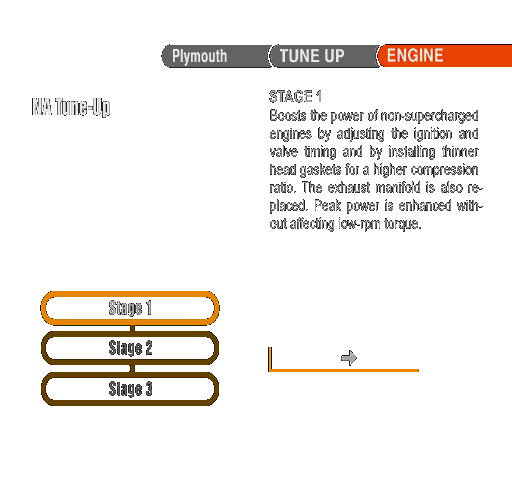 Plymouth TUNE UP ENGINE
NA Tune-Up
STAGE 1
Boosts the power of non-supercharged
engines by adjusting the ignition and
valve timing and by installing thinner
head gaskets for a higher compression
ratio. The exhaust manifold is also re-
placed. Peak power is enhanced with-
out affecting low-rpm torque.
Stage 1
Stage 2
Stage 3